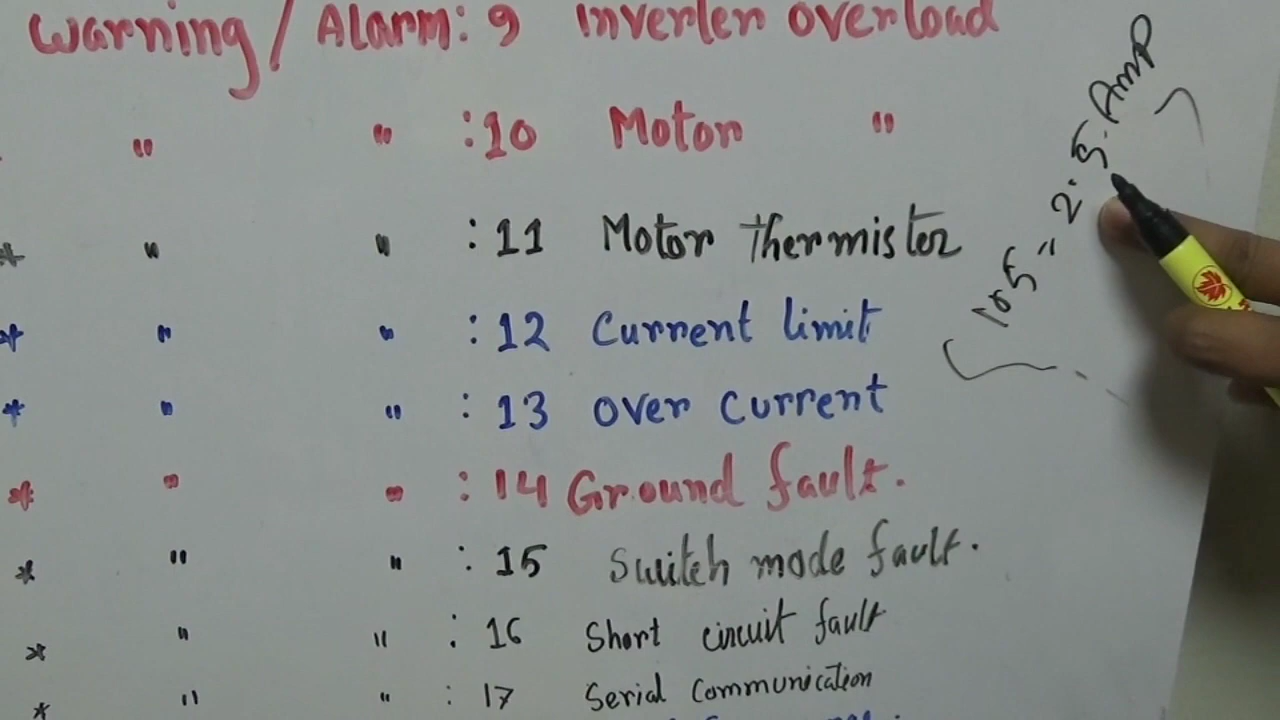 Warning / Alarm: 9 Inverter overload
" " :10 Motor "
* " " : 11 Motor Thermister
* " " : 12 Current limit
* " " : 13 over current
* " " : 14 Ground fault.
* " " : 15 Switch mode fault.
* " " : 16 Short circuit fault
* " " : 17 Serial Communication
105 = 2.5.Amp